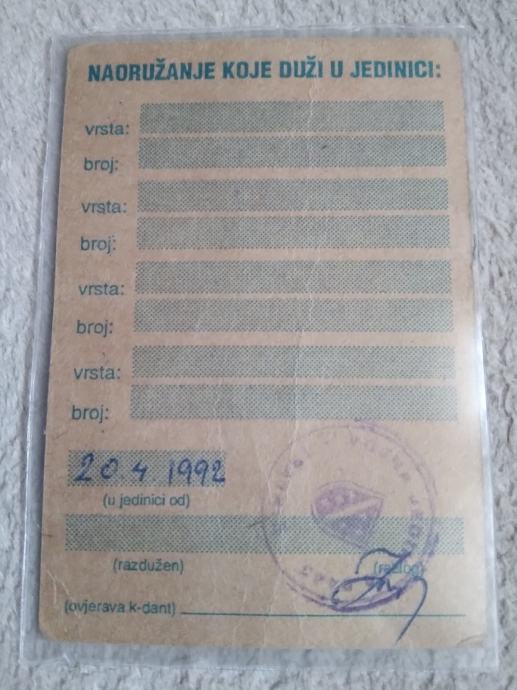 NAORUŽANJE KOJE DUŽI U JEDINICI:
vrsta:
broj:
vrsta:
broj:
vrsta:
broj:
vrsta:
broj:
20.4 1992
(u jedinici od)
(razdužen) (razlog)
(ovjerava k-dant)